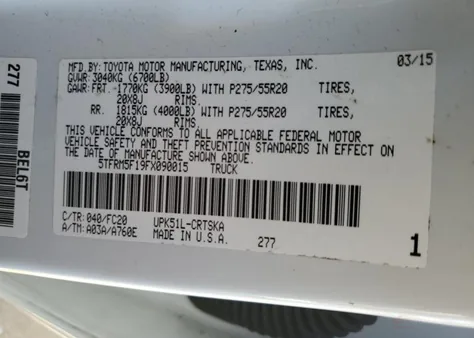 MFD.BY:TOYOTA MOTOR MANUFACTURING, TEXAS, INC. 03/15
GVWR:3040KG (6700LB)
GAWR:FRT. 1770KG (3900LB) WITH P275/55R20 TIRES,
20X8J RIMS.
RR. 1815KG (4000LB) WITH P275/55R20 TIRES,
20X8J RIMS.
THIS VEHICLE CONFORMS TO ALL APPLICABLE FEDERAL MOTOR
VEHICLE SAFETY AND THEFT PREVENTION STANDARDS IN EFFECT ON
THE DATE OF MANUFACTURE SHOWN ABOVE.
5TFRM5F19FX090015 TRUCK
C/TR:040/FC20 UPK51L-CRTSKA
A/TM:A03A/A760E MADE IN U.S.A. 277 1
277 BEL6T